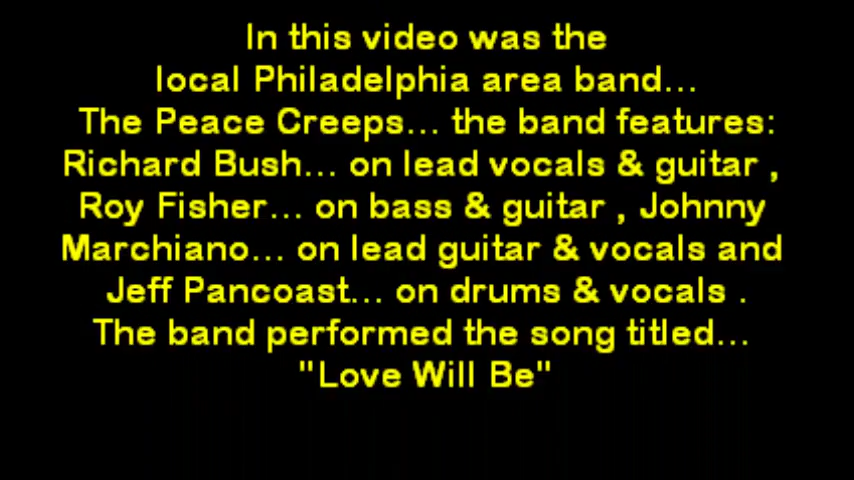 In this video was the
local Philadelphia area band...
The Peace Creeps... the band features:
Richard Bush... on lead vocals & guitar ,
Roy Fisher... on bass & guitar , Johnny
Marchiano... on lead guitar & vocals and
Jeff Pancoast... on drums & vocals .
The band performed the song titled...
"Love Will Be"